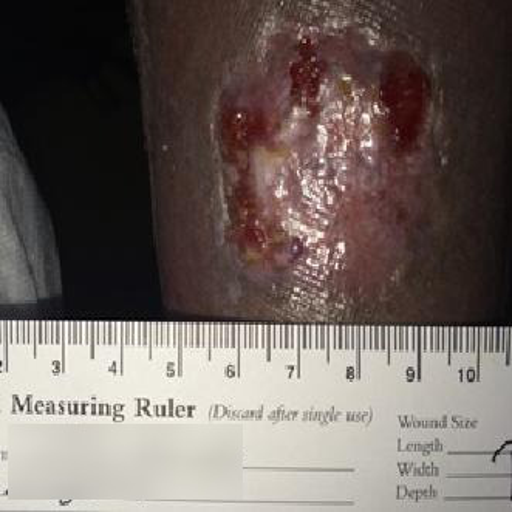 3 4 5 6 7 8 9 10
Measuring Ruler (Discard after single use)
Wound Size
Length
Width
Depth